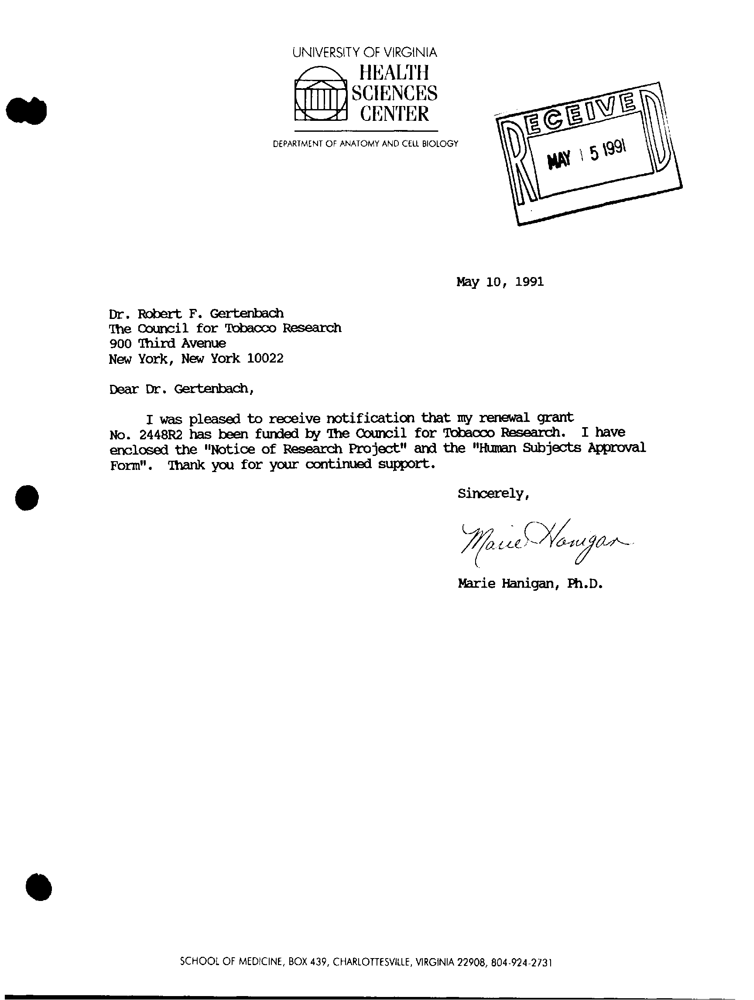 UNIVERSITY OF VIRGINIA
HEALTH
SCIENCES
CENTER
DEPARTMENT OF ANATOMY AND CELL BIOLOGY
RECEIVED
MAY 15 1991
May 10, 1991
Dr. Robert F. Gertenbach
The Council for Tobacco Research
900 Third Avenue
New York, New York 10022
Dear Dr. Gertenbach,
I was pleased to receive notification that my renewal grant
No. 2448R2 has been funded by The Council for Tobacco Research. I have
enclosed the "Notice of Research Project" and the "Human Subjects Approval
Form". Thank you for your continued support.
Sincerely,
Marie Hanigan
Marie Hanigan, Ph.D.
SCHOOL OF MEDICINE, BOX 439, CHARLOTTESVILLE, VIRGINIA 22908, 804-924-2731